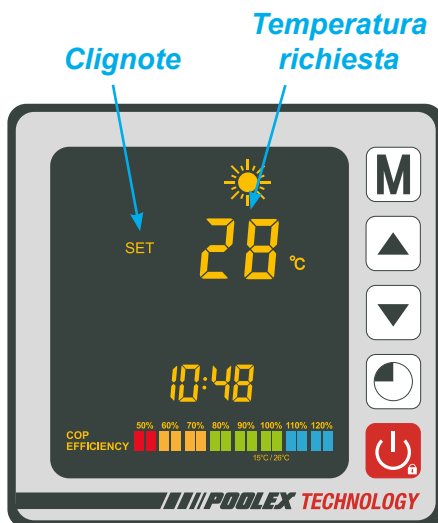 Temperatura
richiesta
Clignote
M
SET
28 °C
10:48
50% 60% 70% 80% 90% 100% 110% 120%
COP
EFFICIENCY
15°C / 26°C
POOLEX TECHNOLOGY